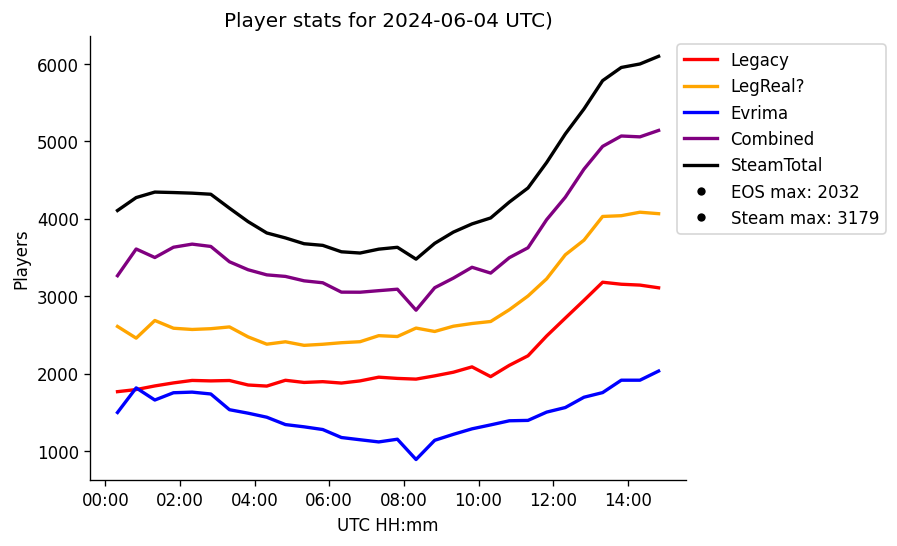 Player stats for 2024-06-04 UTC)
Legacy
LegReal?
Evrima
Combined
SteamTotal
EOS max: 2032
Steam max: 3179
Players
6000
5000
4000
3000
2000
1000
00:00 02:00 04:00 06:00 08:00 10:00 12:00 14:00
UTC HH:mm